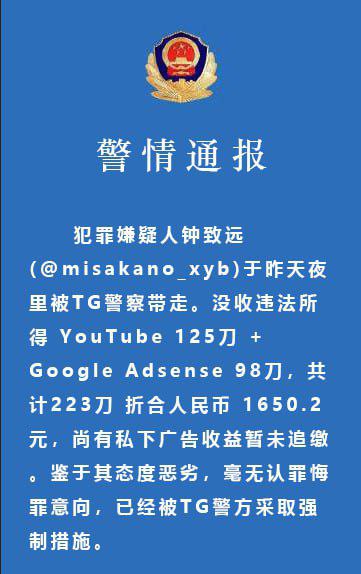 警情通报
犯罪嫌疑人钟致远
(@misakano_xyb)于昨天夜
里被TG警察带走。没收违法所
得 YouTube 125刀 +
Google Adsense 98刀，共
计223刀 折合人民币 1650.2
元，尚有私下广告收益暂未追缴
。鉴于其态度恶劣，毫无认罪悔
罪意向，已经被TG警方采取强
制措施。